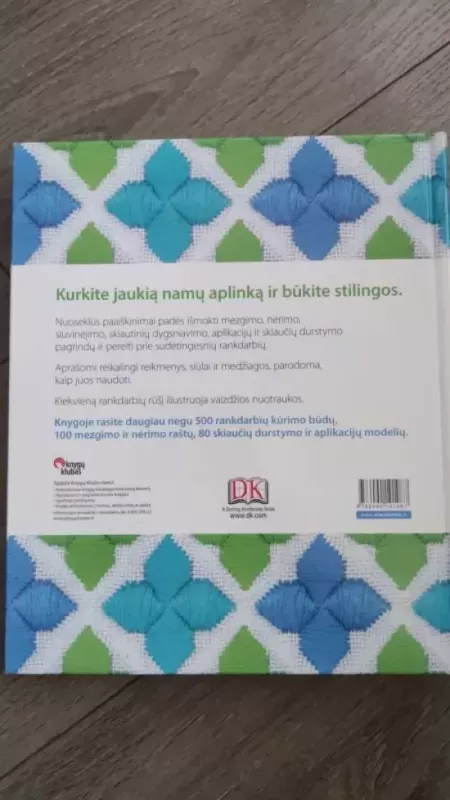 Kurkite jaukią namų aplinką ir būkite stilingos.
Nuoseklūs paaiškinimai padės išmokti mezgimo, nėrimo,
siuvinėjimo, skiautinių dygsniavimo, aplikacijų ir skiaučių durstymo
pagrindų ir pereiti prie sudėtingesnių rankdarbių.
Aprašomi reikalingi reikmenys, siūlai ir medžiagos, parodoma,
kaip juos naudoti.
Kiekvieną rankdarbių rūšį iliustruoja vaizdžios nuotraukos.
Knygoje rasite daugiau negu 500 rankdarbių kūrimo būdų,
100 mezgimo ir nėrimo raštų, 80 skiaučių durstymo ir aplikacijų modelių.
knygų
klubas
DK
A Dorling Kindersley Book
www.dk.com